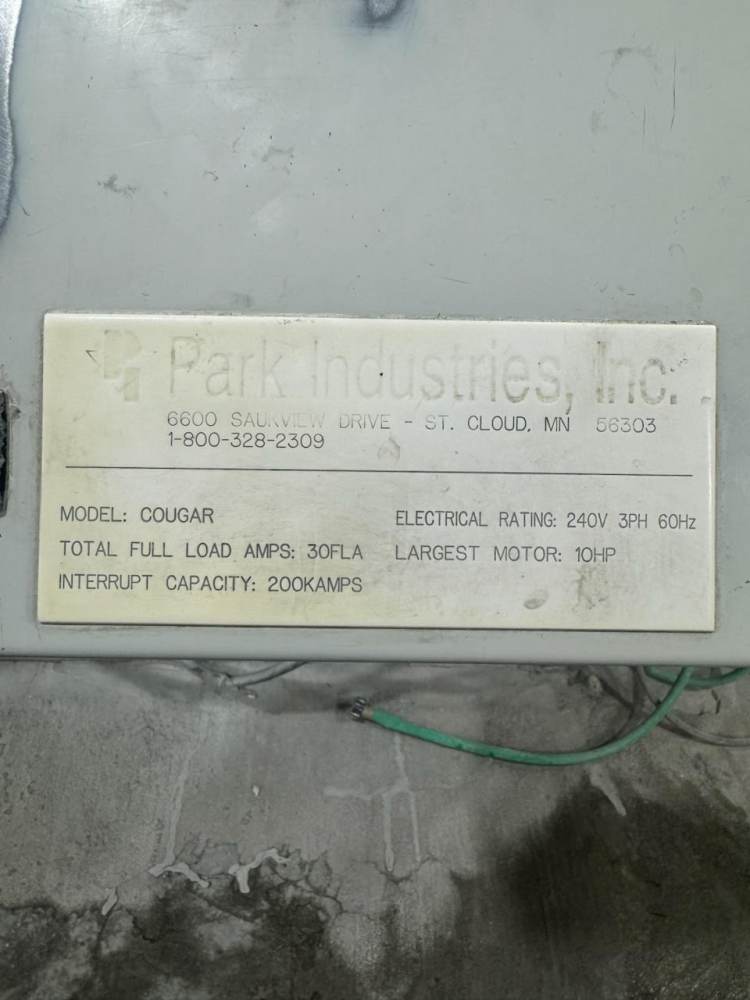 Park Industries, Inc.
6600 SAUKVIEW DRIVE - ST. CLOUD, MN 56303
1-800-328-2309
MODEL: COUGAR ELECTRICAL RATING: 240V 3PH 60Hz
TOTAL FULL LOAD AMPS: 30FLA LARGEST MOTOR: 10HP
INTERRUPT CAPACITY: 200KAMPS